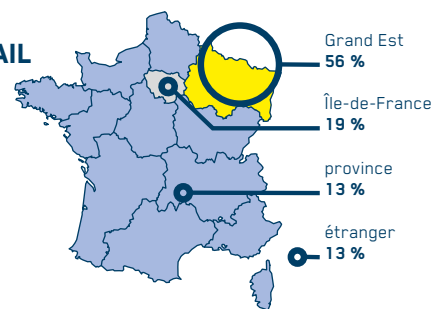 AIL
Grand Est
56 %
Île-de-France
19 %
province
13 %
étranger
13 %